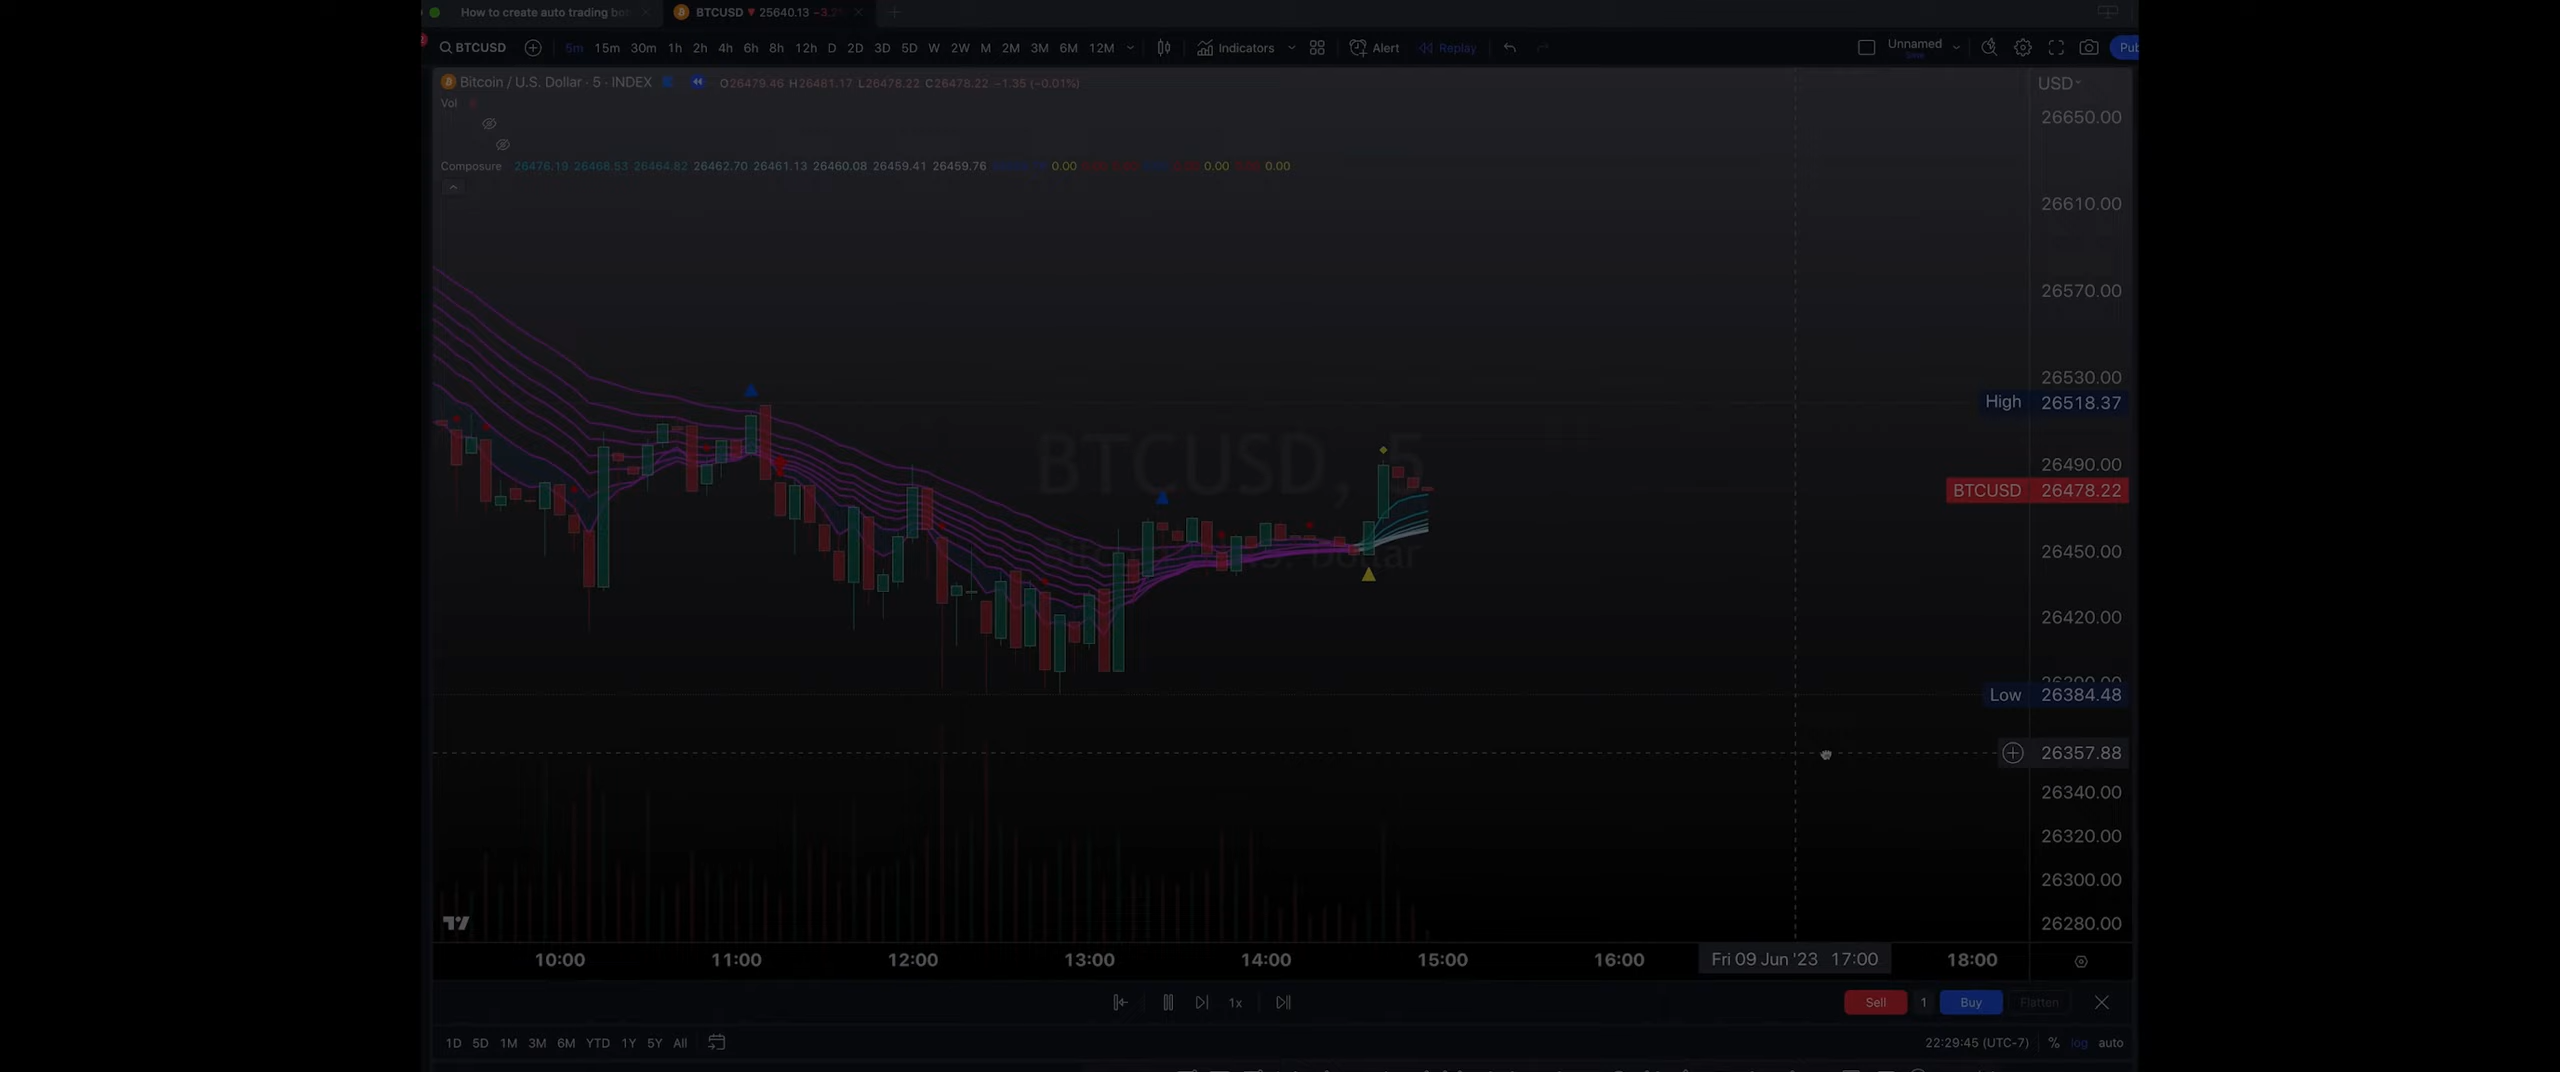 How to create auto trading bo
BTCUSD ▼ 25640.13 −3.2
BTCUSD 5m 15m 30m 1h 2h 4h 6h 8h 12h D 2D 3D 5D W 2W M 2M 3M 6M 12M Indicators Alert Replay Unnamed Save Pub
Bitcoin / U.S. Dollar · 5 · INDEX O26479.46 H26481.17 L26478.22 C26478.22 −1.35 (−0.01%)
USD
Vol
Composure 26476.19 26468.53 26464.82 26462.70 26461.13 26460.08 26459.41 26459.76 0.00 0.00 0.00
26650.00
26610.00
26570.00
26530.00
High 26518.37
BTCUSD, 5
26490.00
BTCUSD 26478.22
Bitcoin / U.S. Dollar
26450.00
26420.00
Low 26384.48
26357.88
26340.00
26320.00
26300.00
26280.00
10:00 11:00 12:00 13:00 14:00 15:00 16:00 Fri 09 Jun '23 17:00 18:00
1x Sell 1 Buy Flatten
1D 5D 1M 3M 6M YTD 1Y 5Y All 22:29:45 (UTC-7) % log auto